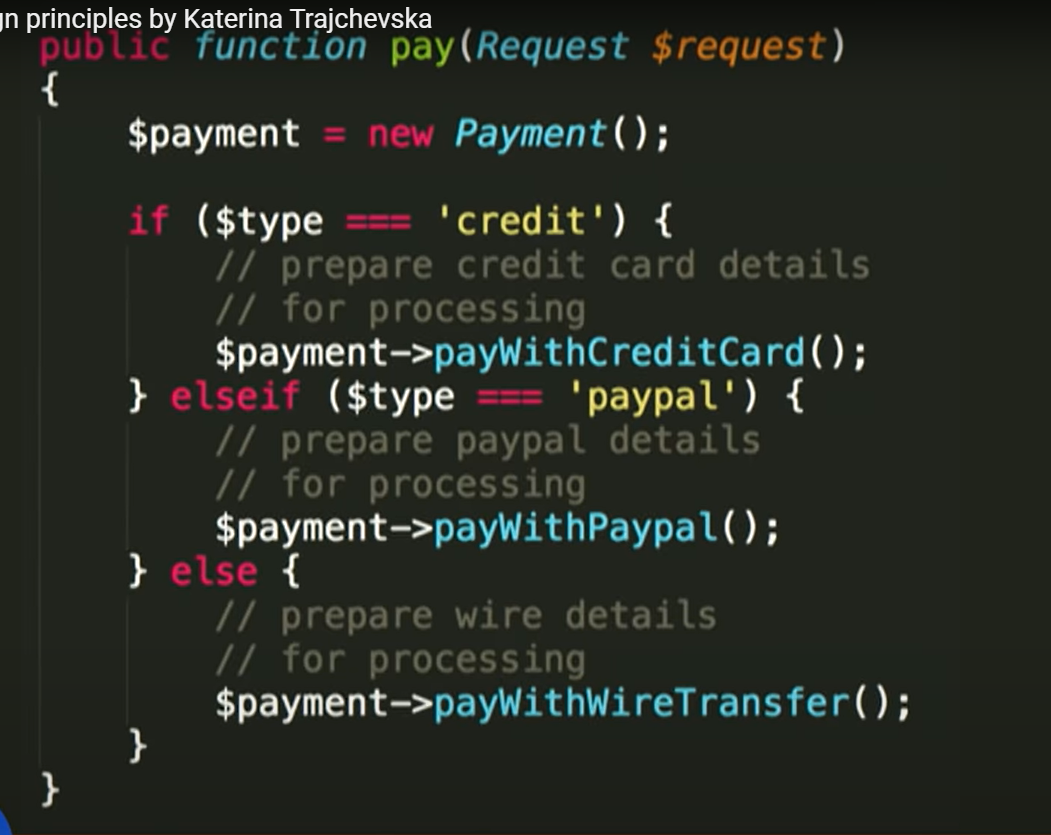 principles by Katerina Trajchevska
public function pay(Request $request)
{
    $payment = new Payment();
    if ($type === 'credit') {
        // prepare credit card details
        // for processing
        $payment->payWithCreditCard();
    } elseif ($type === 'paypal') {
        // prepare paypal details
        // for processing
        $payment->payWithPaypal();
    } else {
        // prepare wire details
        // for processing
        $payment->payWithWireTransfer();
    }
}